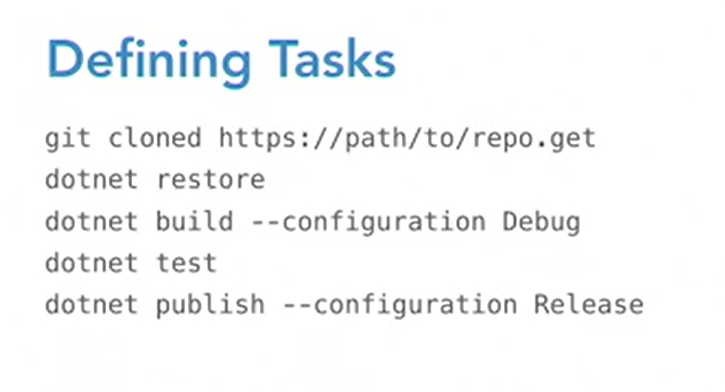 Defining Tasks
git cloned https://path/to/repo.get
dotnet restore
dotnet build --configuration Debug
dotnet test
dotnet publish --configuration Release